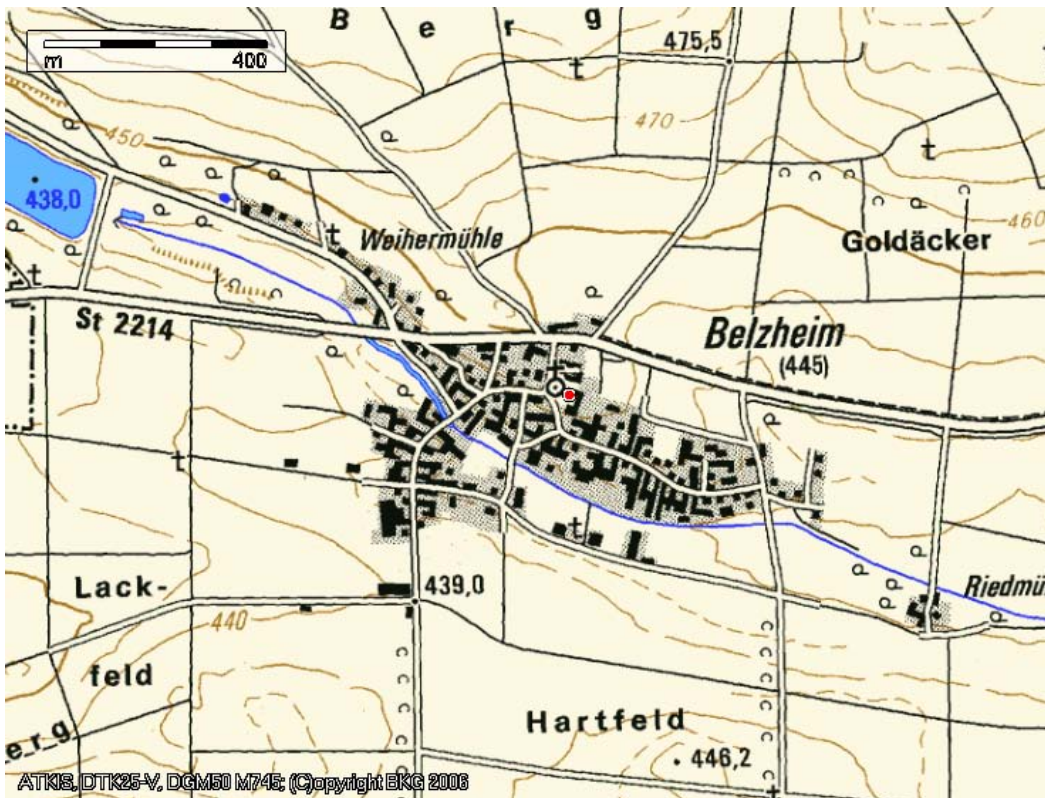 B e r g
475,5
m 400
450
470
438,0
Weihermühle
460
Goldäcker
St 2214
Belzheim
(445)
Lack-
439,0
Riedmü
440
feld
Hartfeld
e r g
446,2
ATKIS, DTK25-V, DGM50 M745; (C)opyright BKG 2006